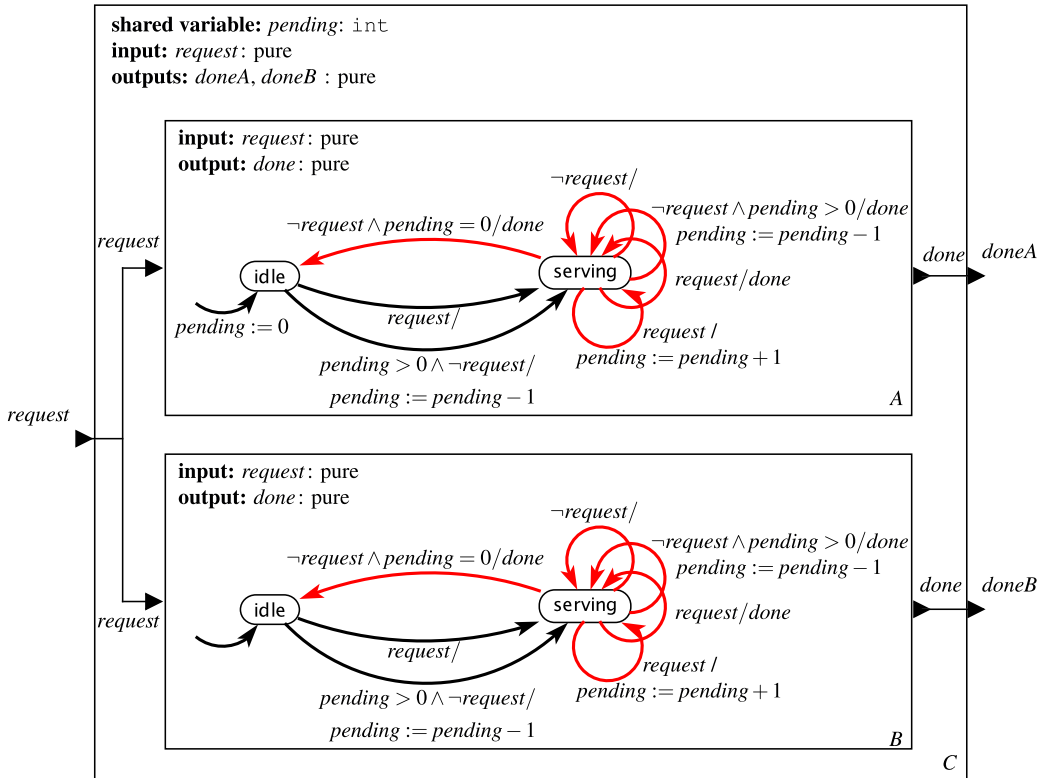 shared variable: pending: int
input: request: pure
outputs: doneA, doneB : pure
input: request: pure
output: done: pure
¬request/
¬request ∧ pending = 0/done
¬request ∧ pending > 0/done
pending := pending − 1
request
idle
serving
request/done
done
doneA
pending := 0
request/
request /
pending := pending + 1
pending > 0 ∧ ¬request/
pending := pending − 1
A
request
input: request: pure
output: done: pure
¬request/
¬request ∧ pending = 0/done
¬request ∧ pending > 0/done
pending := pending − 1
idle
serving
request/done
done
doneB
request
request/
request /
pending := pending + 1
pending > 0 ∧ ¬request/
pending := pending − 1
B
C